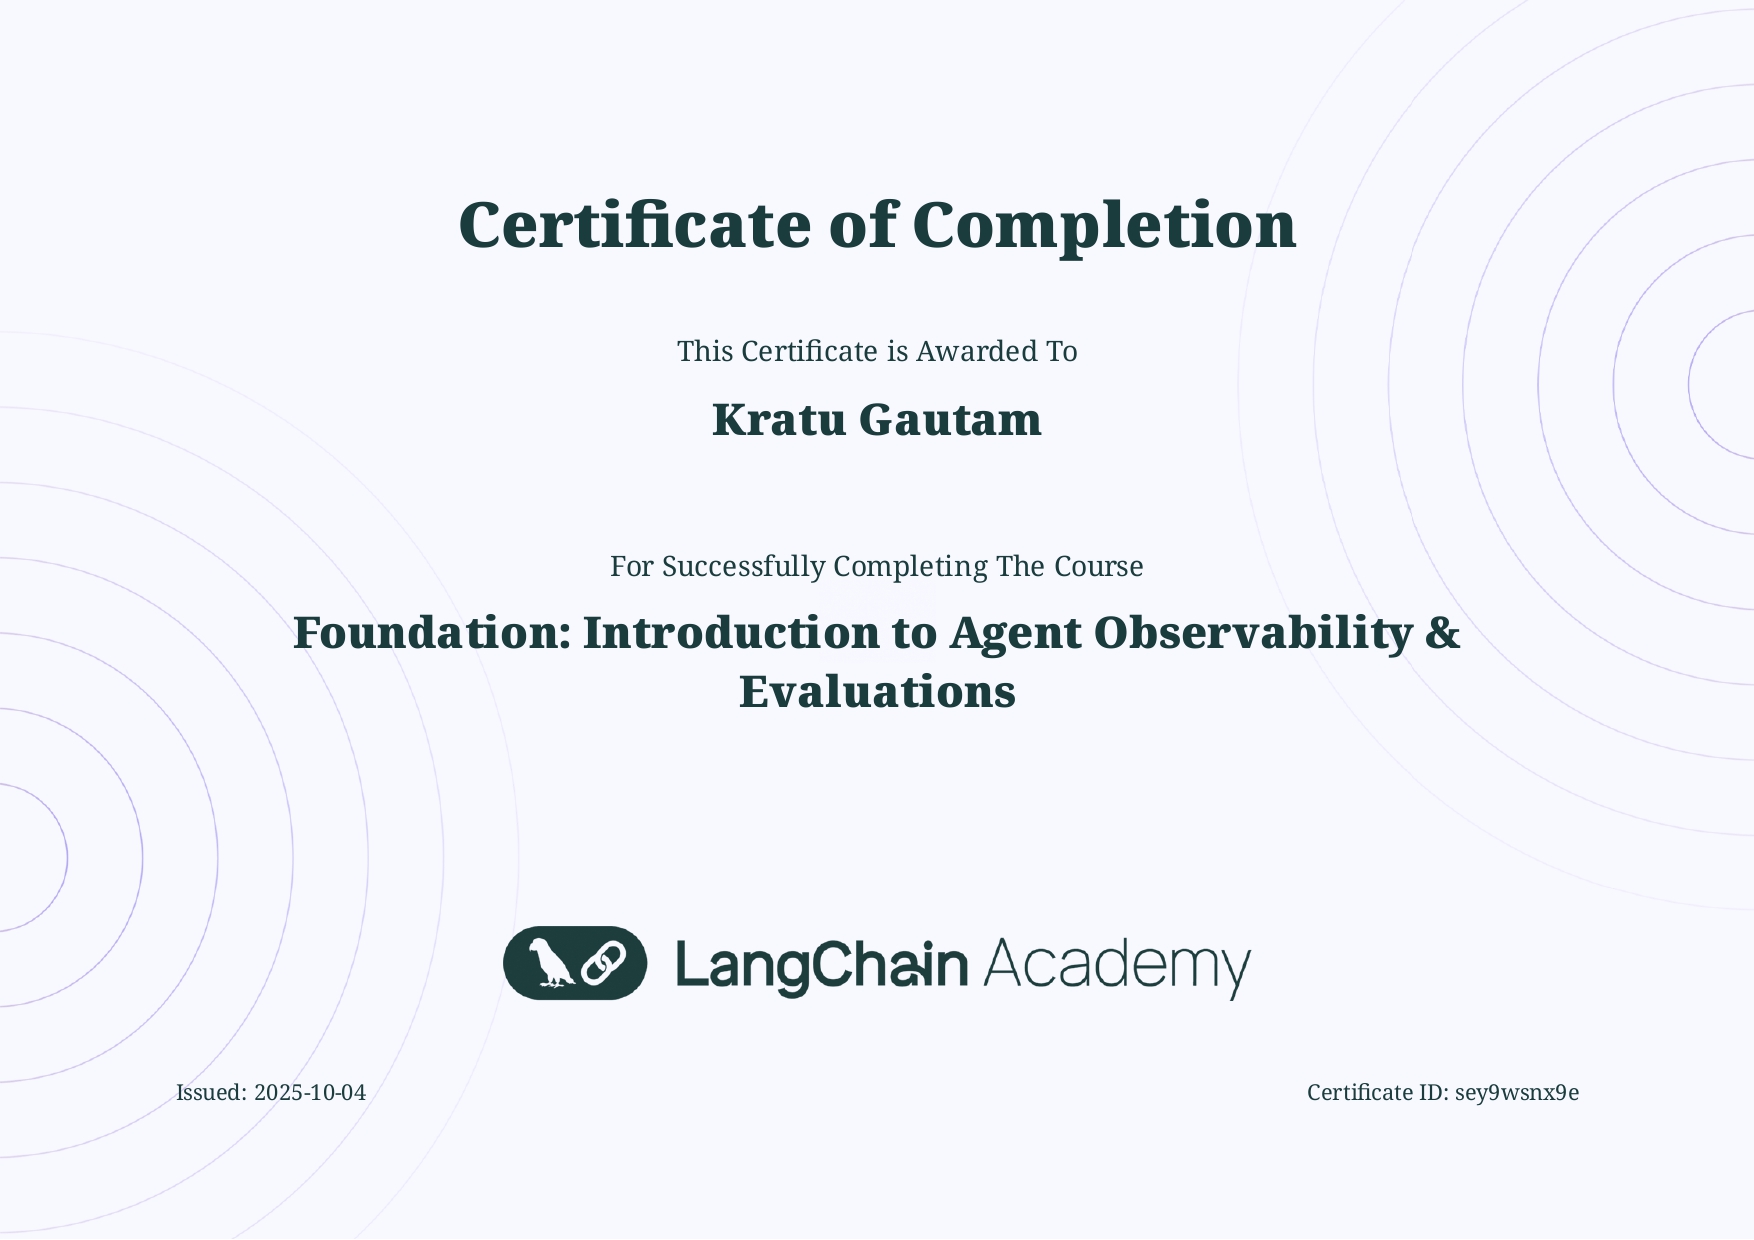 Certificate of Completion
This Certificate is Awarded To
Kratu Gautam
For Successfully Completing The Course
Foundation: Introduction to Agent Observability &
Evaluations
LangChain Academy
Issued: 2025-10-04
Certificate ID: sey9wsnx9e